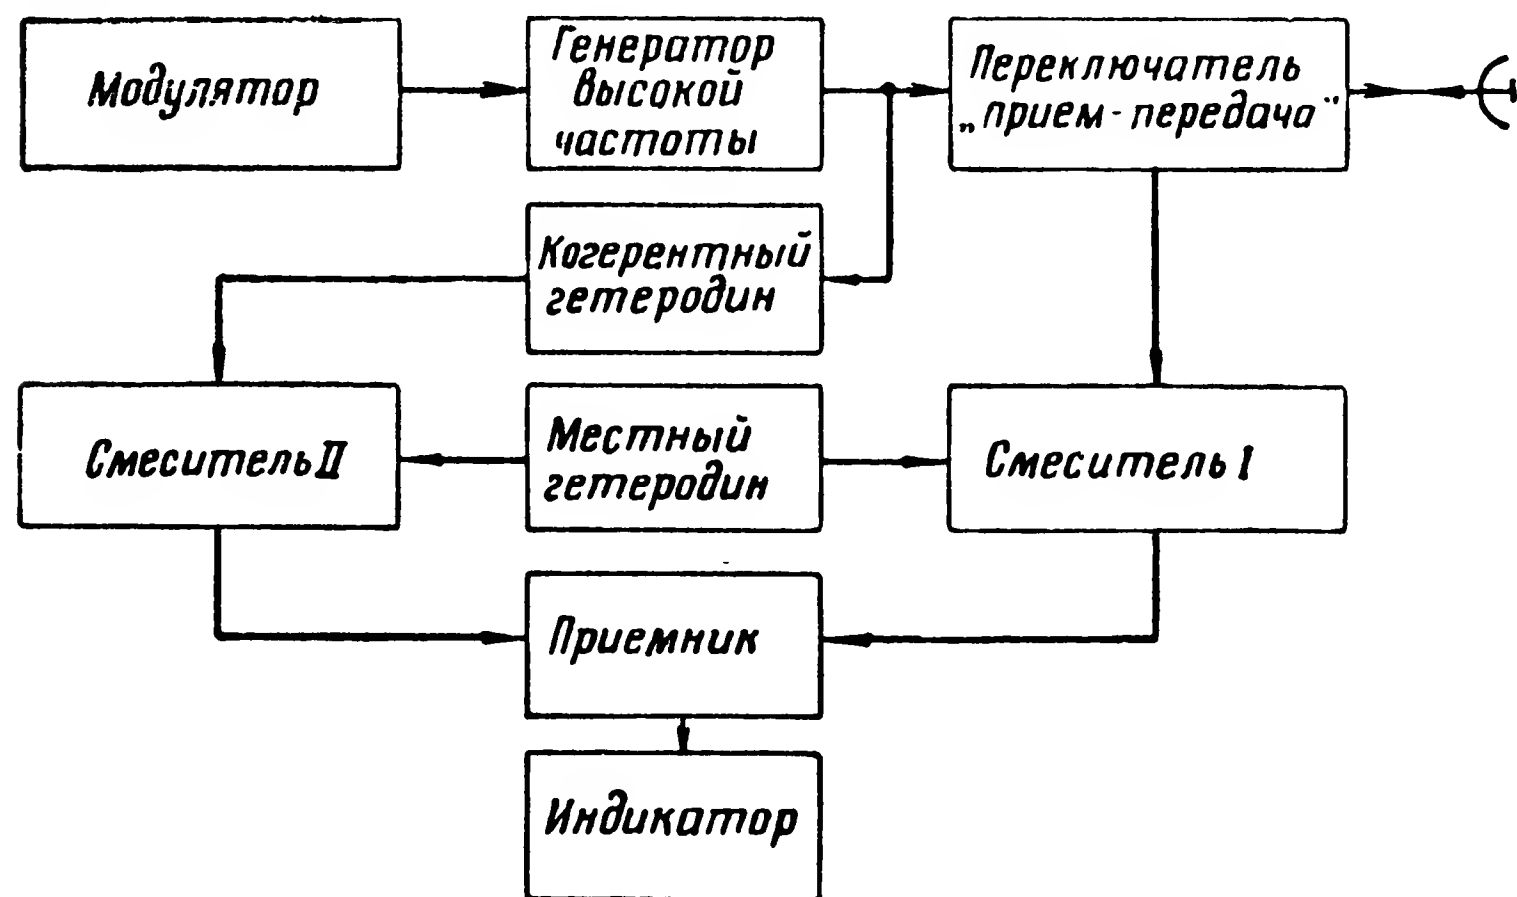 Модулятор
Генератор
высокой
частоты
Переключатель
„прием-передача"
Когерентный
гетеродин
Смеситель II
Местный
гетеродин
Смеситель I
Приемник
Индикатор